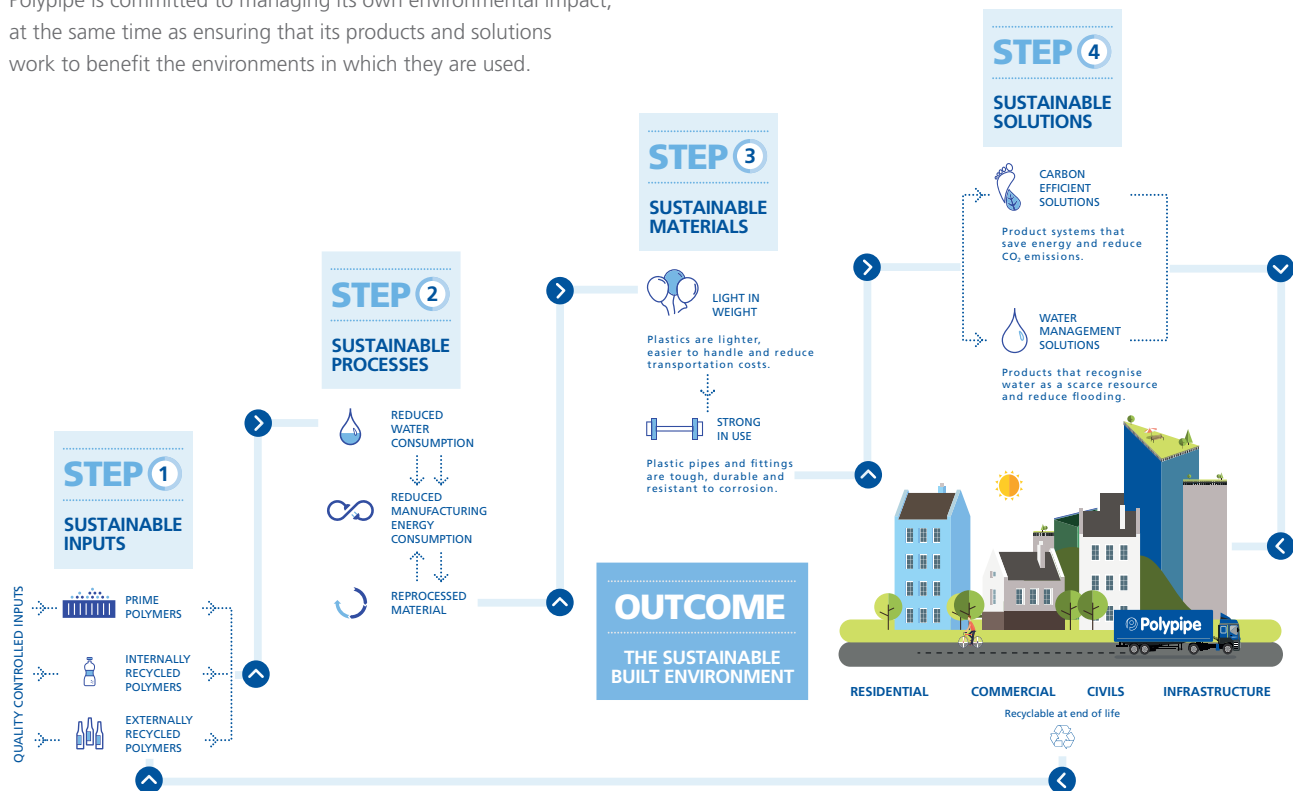 Polypipe is committed to managing its own environmental impact,
at the same time as ensuring that its products and solutions
work to benefit the environments in which they are used.
STEP 1
SUSTAINABLE
INPUTS
QUALITY CONTROLLED INPUTS
PRIME
POLYMERS
INTERNALLY
RECYCLED
POLYMERS
EXTERNALLY
RECYCLED
POLYMERS
STEP 2
SUSTAINABLE
PROCESSES
REDUCED
WATER
CONSUMPTION
REDUCED
MANUFACTURING
ENERGY
CONSUMPTION
REPROCESSED
MATERIAL
STEP 3
SUSTAINABLE
MATERIALS
LIGHT IN
WEIGHT
Plastics are lighter,
easier to handle and reduce
transportation costs.
STRONG
IN USE
Plastic pipes and fittings
are tough, durable and
resistant to corrosion.
STEP 4
SUSTAINABLE
SOLUTIONS
CARBON
EFFICIENT
SOLUTIONS
Product systems that
save energy and reduce
CO₂ emissions.
WATER
MANAGEMENT
SOLUTIONS
Products that recognise
water as a scarce resource
and reduce flooding.
OUTCOME
THE SUSTAINABLE
BUILT ENVIRONMENT
Polypipe
RESIDENTIAL COMMERCIAL CIVILS INFRASTRUCTURE
Recyclable at end of life